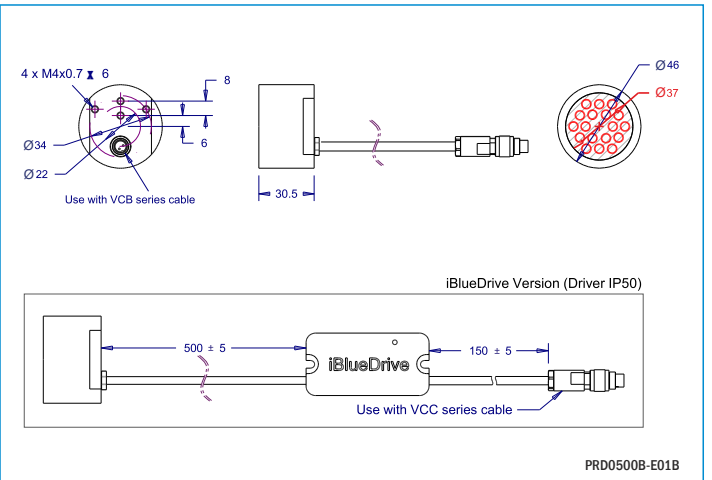 4 x M4x0.7 ↧ 6
8
Ø34
Ø22
6
Use with VCB series cable
30.5
Ø46
Ø37
iBlueDrive Version (Driver IP50)
500 ± 5
iBlueDrive
150 ± 5
Use with VCC series cable
PRD0500B-E01B